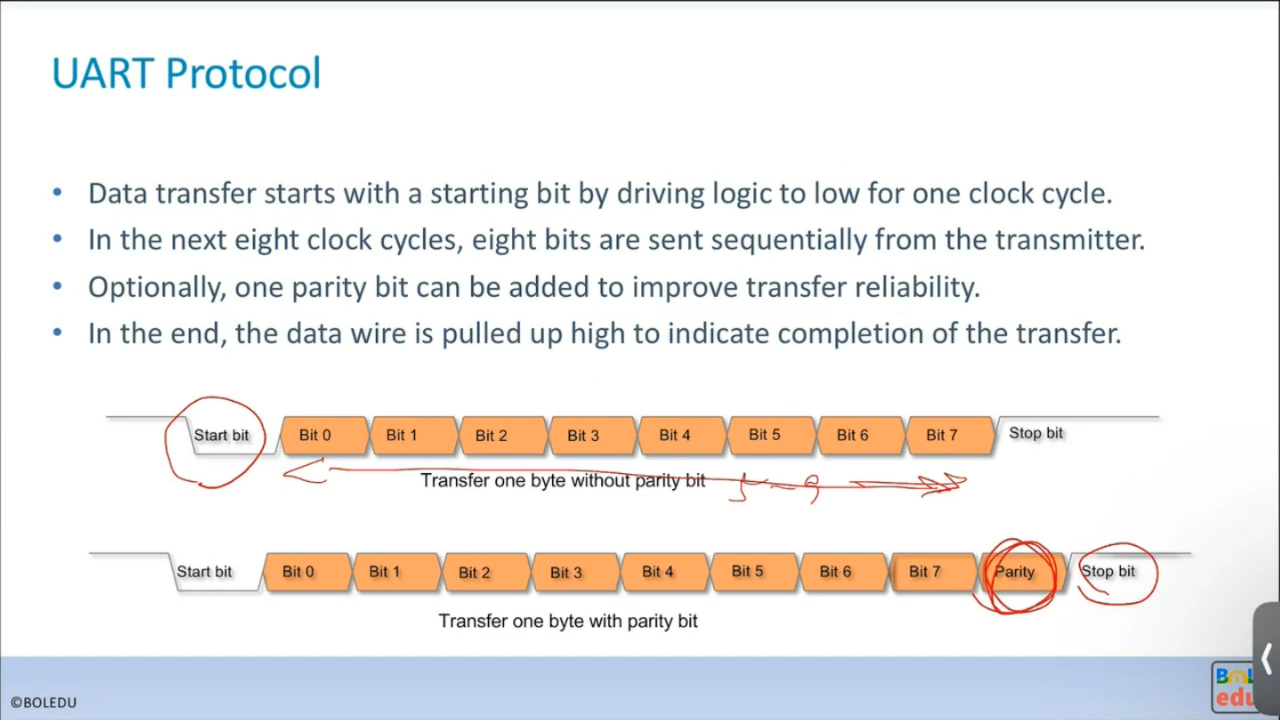 UART Protocol
• Data transfer starts with a starting bit by driving logic to low for one clock cycle.
• In the next eight clock cycles, eight bits are sent sequentially from the transmitter.
• Optionally, one parity bit can be added to improve transfer reliability.
• In the end, the data wire is pulled up high to indicate completion of the transfer.
Start bit Bit 0 Bit 1 Bit 2 Bit 3 Bit 4 Bit 5 Bit 6 Bit 7 Stop bit
Transfer one byte without parity bit
Start bit Bit 0 Bit 1 Bit 2 Bit 3 Bit 4 Bit 5 Bit 6 Bit 7 Parity Stop bit
Transfer one byte with parity bit
©BOLEDU
BOL
edu